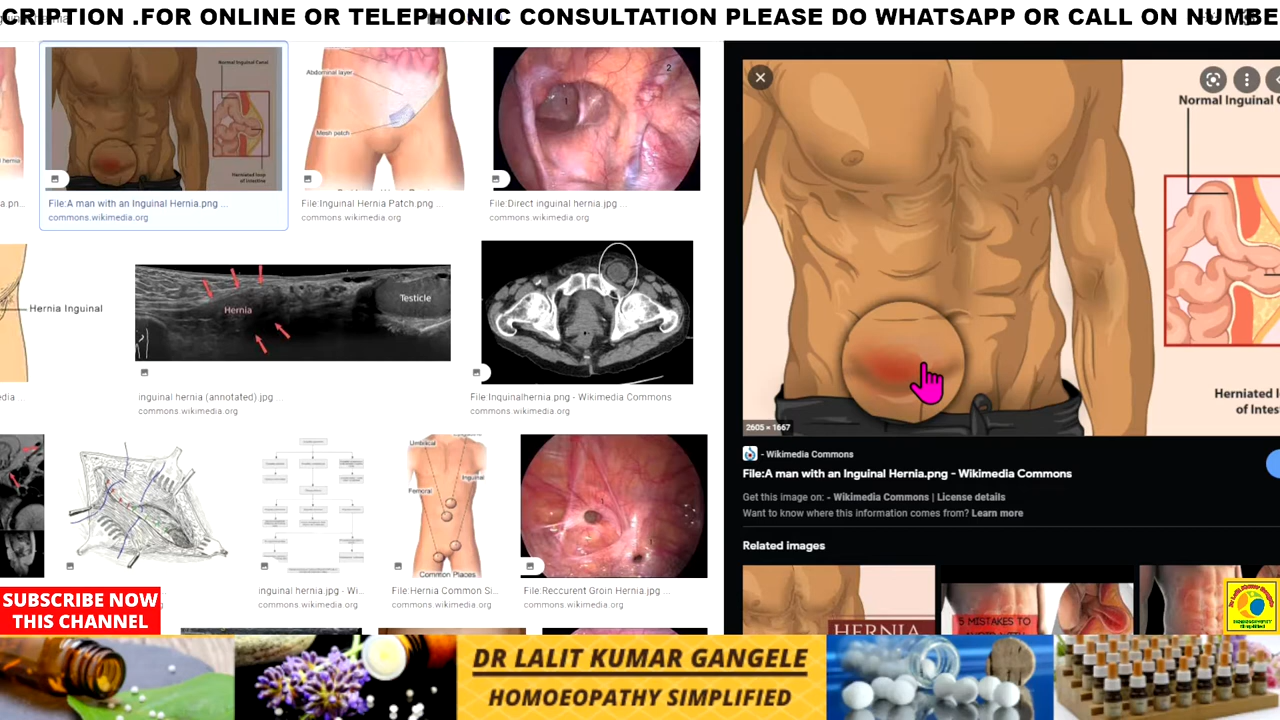 CRIPTION .FOR ONLINE OR TELEPHONIC CONSULTATION PLEASE DO WHATSAPP OR CALL ON NUMBE
Normal Inguinal Canal
Herniated loop
of Intestine
File:A man with an Inguinal Hernia.png ...
commons.wikimedia.org
Abdominal layer
Mesh patch
File:Inguinal Hernia Patch.png ...
commons.wikimedia.org
1
2
File:Direct inguinal hernia.jpg ...
commons.wikimedia.org
Hernia Inguinal
Hernia
Testicle
inguinal hernia (annotated).jpg ...
commons.wikimedia.org
File:Inguinalhernia.png - Wikimedia Commons
commons.wikimedia.org
inguinal hernia.jpg - Wi...
commons.wikimedia.org
Umbilical
Femoral
Inguinal
Common Places
File:Hernia Common Si...
commons.wikimedia.org
File:Reccurent Groin Hernia.jpg ...
commons.wikimedia.org
Normal Inguinal C
Herniated l
of Intes
2605 × 1667
- Wikimedia Commons
File:A man with an Inguinal Hernia.png - Wikimedia Commons
Get this image on: - Wikimedia Commons | License details
Want to know where this information comes from? Learn more
Related images
HERNIA
5 MISTAKES TO
SUBSCRIBE NOW
THIS CHANNEL
DR LALIT KUMAR GANGELE
HOMOEOPATHY SIMPLIFIED